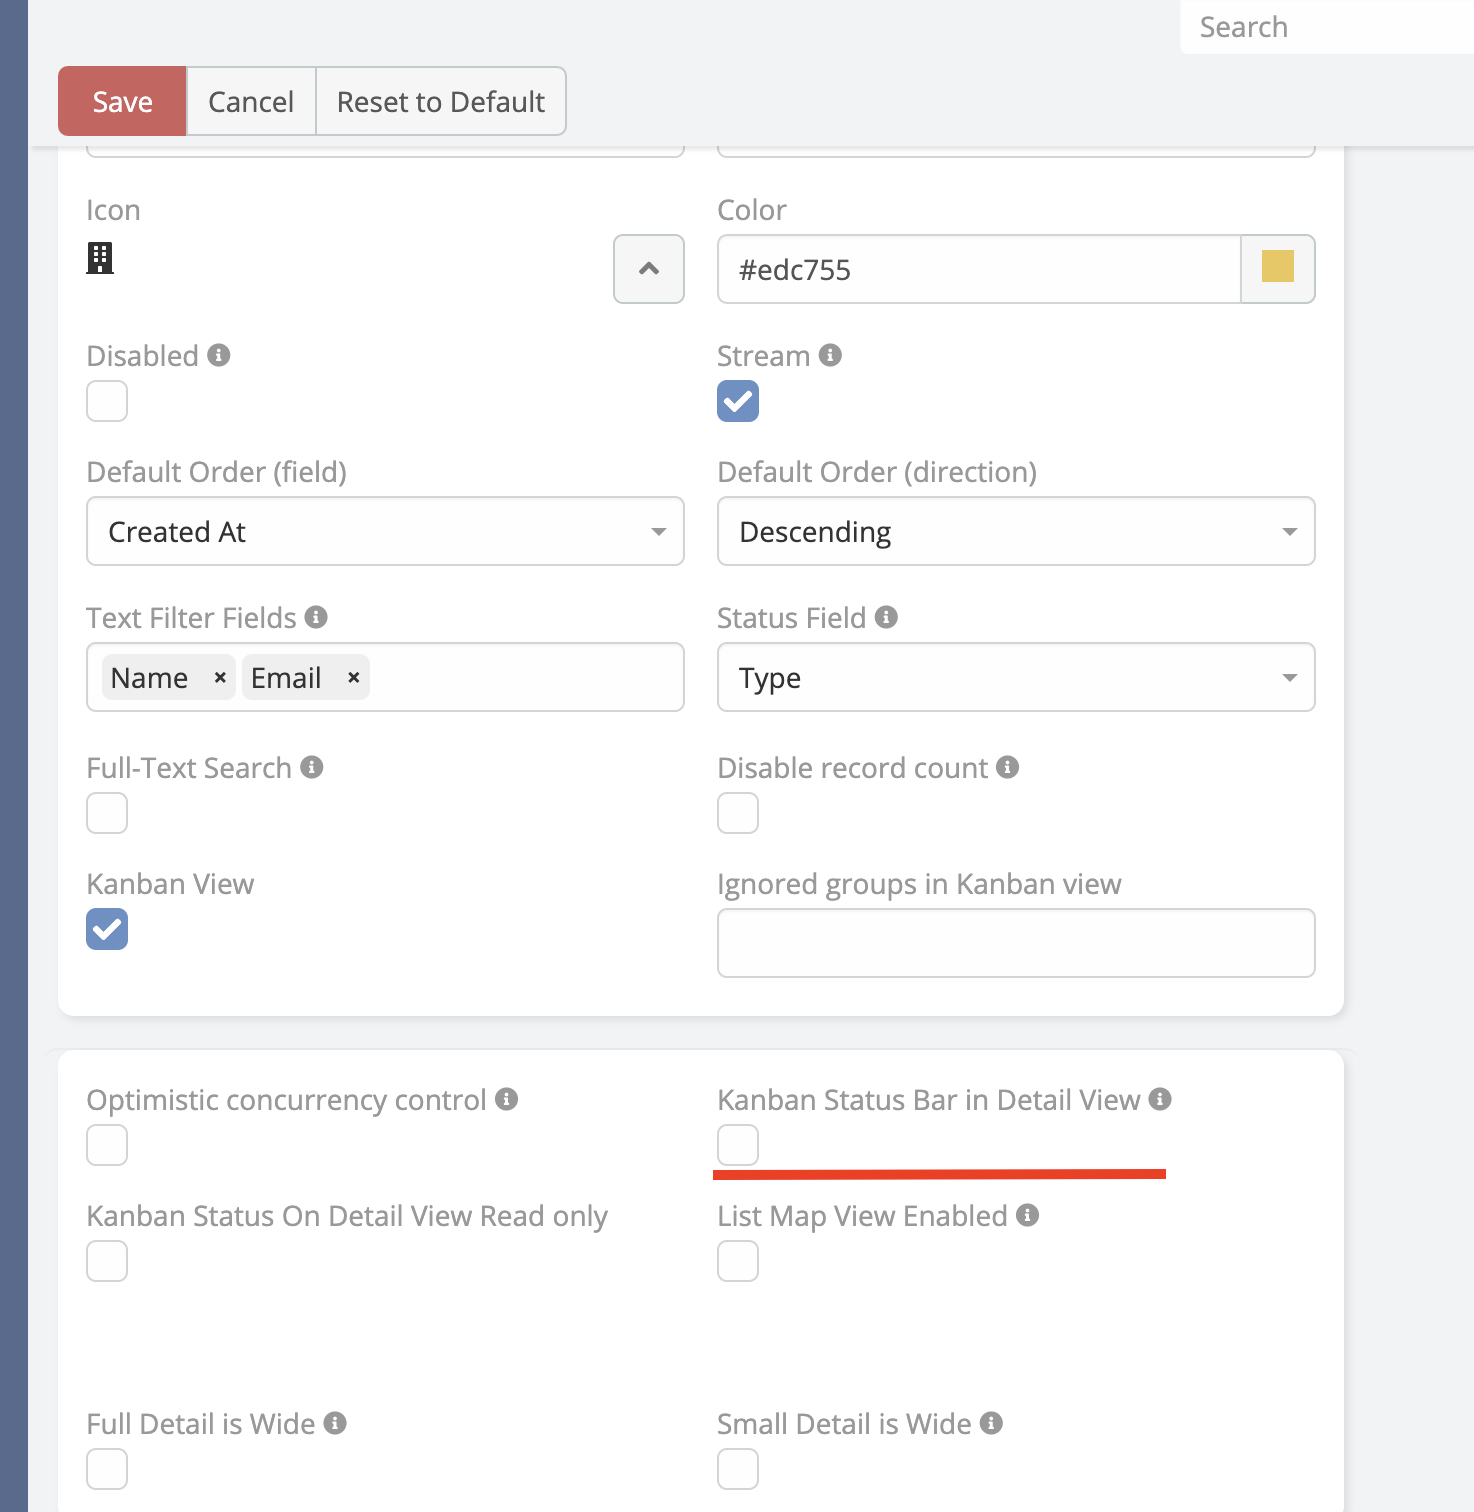 Search
Save Cancel Reset to Default
Icon Color
#edc755
Disabled Stream
Default Order (field) Default Order (direction)
Created At Descending
Text Filter Fields Status Field
Name × Email × Type
Full-Text Search Disable record count
Kanban View Ignored groups in Kanban view
Optimistic concurrency control Kanban Status Bar in Detail View
Kanban Status On Detail View Read only List Map View Enabled
Full Detail is Wide Small Detail is Wide